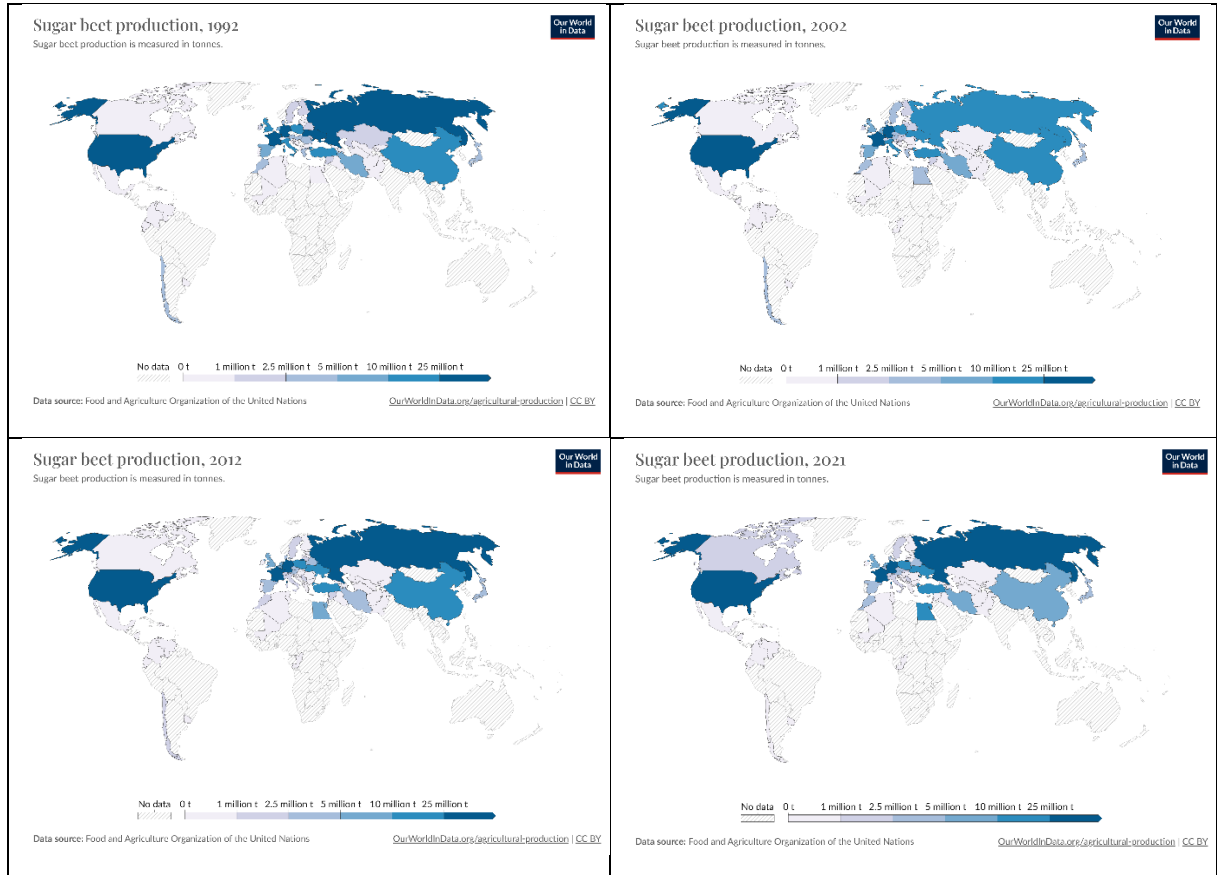 Sugar beet production, 1992
Sugar beet production is measured in tonnes.
Our World
in Data
No data 0 t 1 million t 2.5 million t 5 million t 10 million t 25 million t
Data source: Food and Agriculture Organization of the United Nations OurWorldInData.org/agricultural-production | CC BY
Sugar beet production, 2002
Sugar beet production is measured in tonnes.
Our World
in Data
No data 0 t 1 million t 2.5 million t 5 million t 10 million t 25 million t
Data source: Food and Agriculture Organization of the United Nations OurWorldInData.org/agricultural-production | CC BY
Sugar beet production, 2012
Sugar beet production is measured in tonnes.
Our World
in Data
No data 0 t 1 million t 2.5 million t 5 million t 10 million t 25 million t
Data source: Food and Agriculture Organization of the United Nations OurWorldInData.org/agricultural-production | CC BY
Sugar beet production, 2021
Sugar beet production is measured in tonnes.
Our World
in Data
No data 0 t 1 million t 2.5 million t 5 million t 10 million t 25 million t
Data source: Food and Agriculture Organization of the United Nations OurWorldInData.org/agricultural-production | CC BY